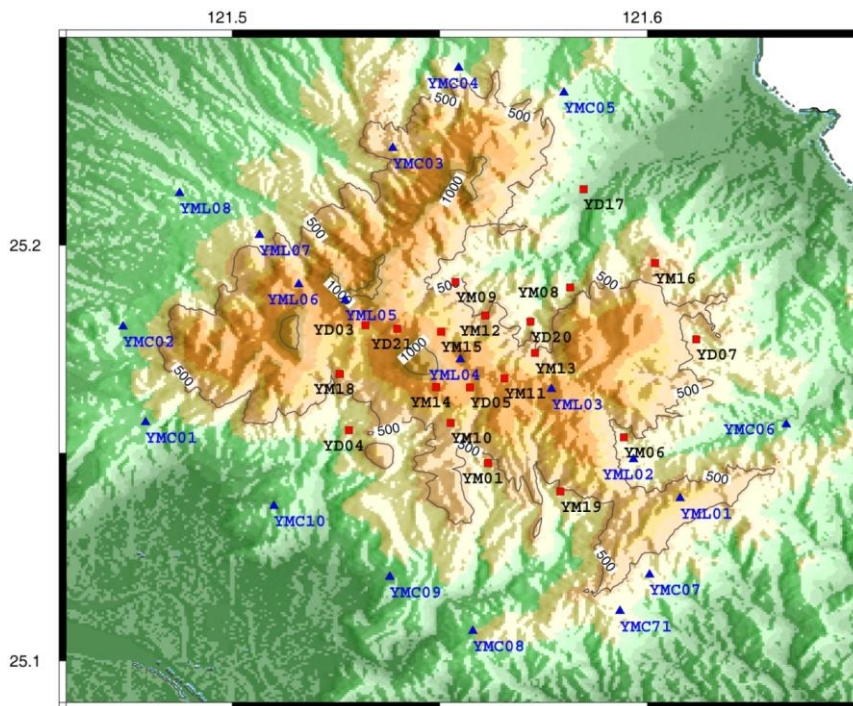 121.5
121.6
YMC04
500
500
YMC05
YMC03
1000
YML08
YD17
500
YML07
25.2
YM16
500
YML06
1000
500
YM09
YM08
YML05
YMC02
YD03
YD21
YM12
YD20
YM15
YD07
1000
YM13
YML04
500
YM18
YM14
YD05
YM11
500
YML03
YMC01
YD04
500
YM10
500
YMC06
YM06
YML02
YM01
500
YM19
YML01
YMC10
500
YMC09
YMC07
YMC71
YMC08
25.1